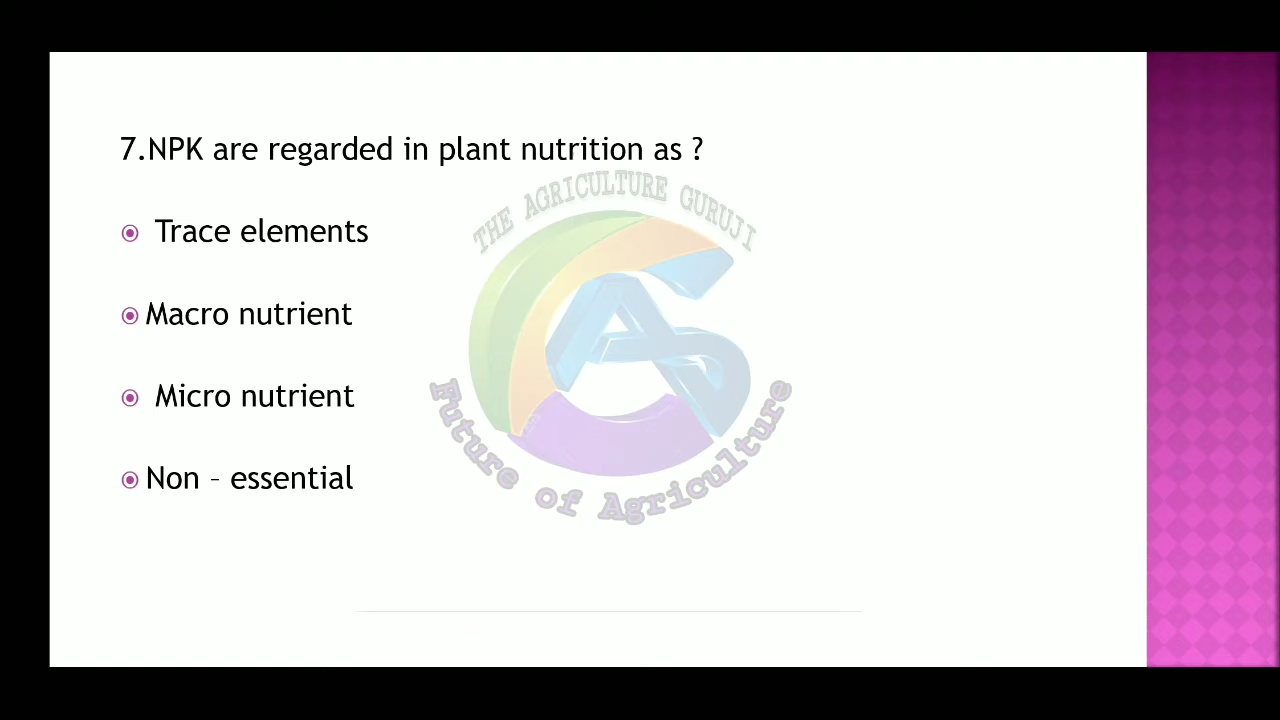 7.NPK are regarded in plant nutrition as ?
THE AGRICULTURE GURUJI
Trace elements
Macro nutrient
Micro nutrient
Non – essential
Future of Agriculture